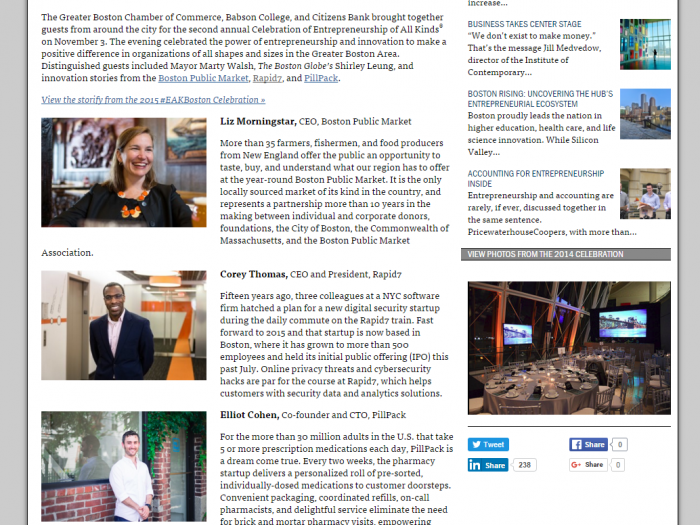 The Greater Boston Chamber of Commerce, Babson College, and Citizens Bank brought together
guests from around the city for the second annual Celebration of Entrepreneurship of All Kinds®
on November 3. The evening celebrated the power of entrepreneurship and innovation to make a
positive difference in organizations of all shapes and sizes in the Greater Boston Area.
Distinguished guests included Mayor Marty Walsh, The Boston Globe's Shirley Leung, and
innovation stories from the Boston Public Market, Rapid7, and PillPack.
View the storify from the 2015 #EAKBoston Celebration »
Liz Morningstar, CEO, Boston Public Market
More than 35 farmers, fishermen, and food producers
from New England offer the public an opportunity to
taste, buy, and understand what our region has to offer
at the year-round Boston Public Market. It is the only
locally sourced market of its kind in the country, and
represents a partnership more than 10 years in the
making between individual and corporate donors,
foundations, the City of Boston, the Commonwealth of
Massachusetts, and the Boston Public Market
Association.
Corey Thomas, CEO and President, Rapid7
Fifteen years ago, three colleagues at a NYC software
firm hatched a plan for a new digital security startup
during the daily commute on the Rapid7 train. Fast
forward to 2015 and that startup is now based in
Boston, where it has grown to more than 500
employees and held its initial public offering (IPO) this
past July. Online privacy threats and cybersecurity
hacks are par for the course at Rapid7, which helps
customers with security data and analytics solutions.
Elliot Cohen, Co-founder and CTO, PillPack
For the more than 30 million adults in the U.S. that take
5 or more prescription medications each day, PillPack is
a dream come true. Every two weeks, the pharmacy
startup delivers a personalized roll of pre-sorted,
individually-dosed medications to customer doorsteps.
Convenient packaging, coordinated refills, on-call
pharmacists, and delightful service eliminate the need
for brick and mortar pharmacy visits, empowering
increase...
BUSINESS TAKES CENTER STAGE
"We don't exist to make money."
That's the message Jill Medvedow,
director of the Institute of
Contemporary...
BOSTON RISING: UNCOVERING THE HUB'S
ENTREPRENEURIAL ECOSYSTEM
Boston proudly leads the nation in
higher education, health care, and life
science innovation. While Silicon
Valley...
ACCOUNTING FOR ENTREPRENEURSHIP
INSIDE
Entrepreneurship and accounting are
rarely, if ever, discussed together in
the same sentence.
PricewaterhouseCoopers, with more than...
VIEW PHOTOS FROM THE 2014 CELEBRATION
Tweet
Share 0
in Share 238
G+ Share 0